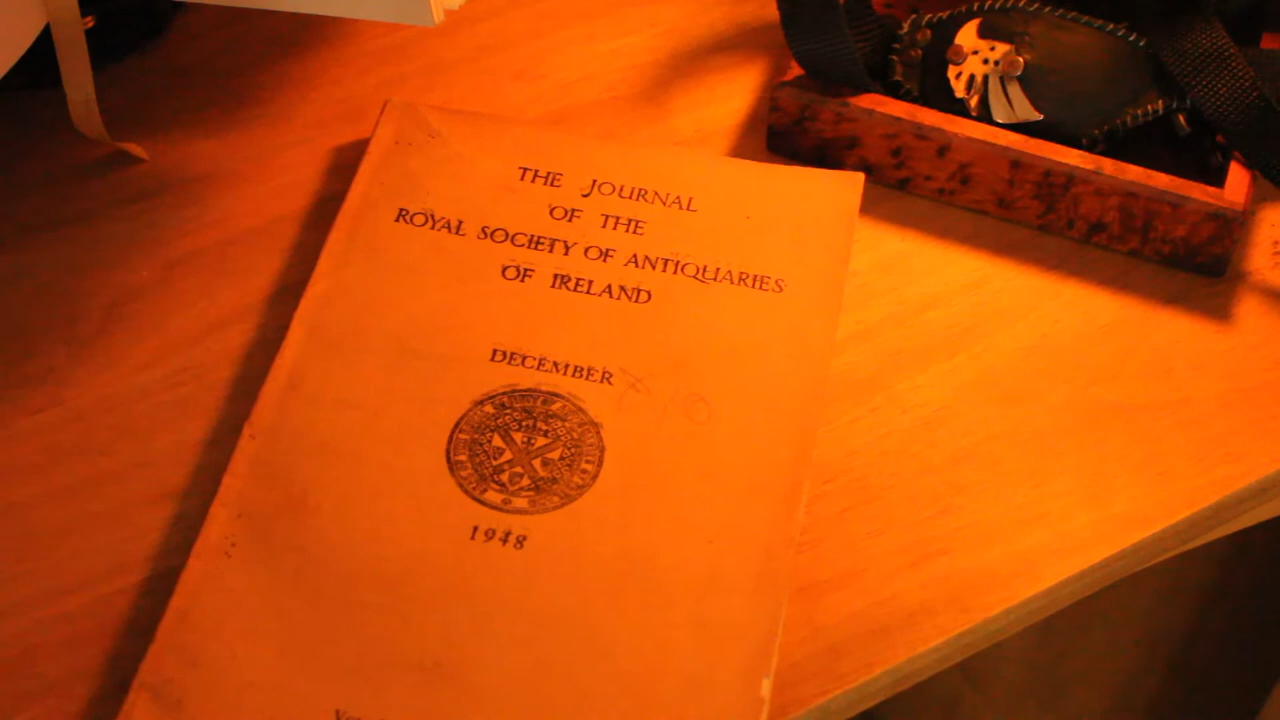 THE JOURNAL
OF THE
ROYAL SOCIETY OF ANTIQUARIES
OF IRELAND
DECEMBER
1948